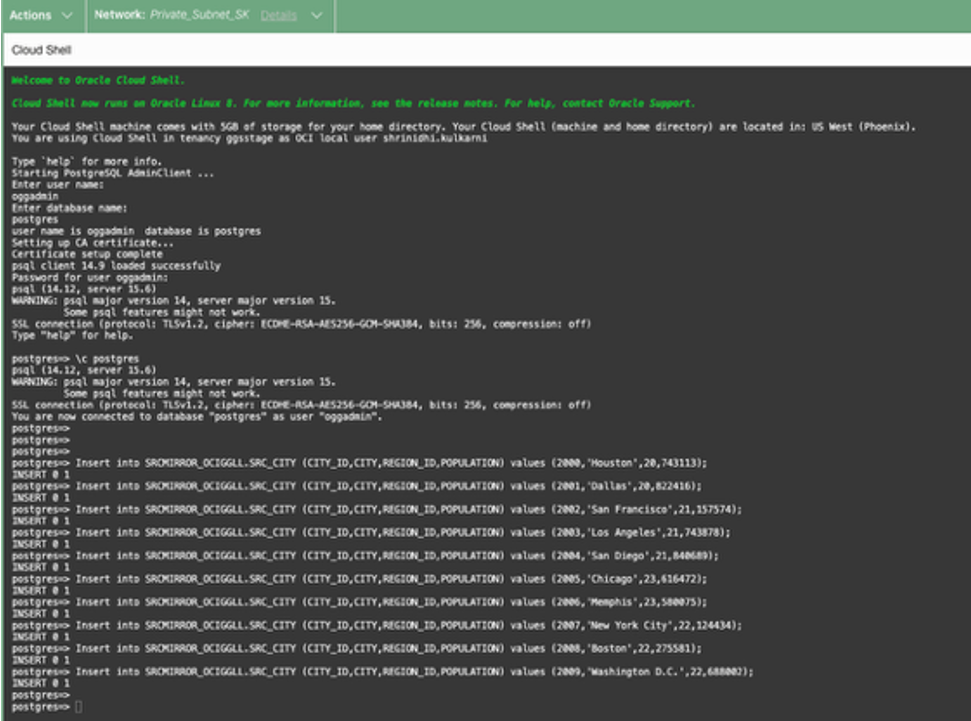 Actions Network: Private_Subnet_SK Details
Cloud Shell
Welcome to Oracle Cloud Shell.
Cloud Shell now runs on Oracle Linux 8. For more information, see the release notes. For help, contact Oracle Support.
Your Cloud Shell machine comes with 5GB of storage for your home directory. Your Cloud Shell (machine and home directory) are located in: US West (Phoenix).
You are using Cloud Shell in tenancy ggsstage as OCI local user shrinidhi.kulkarni
Type `help` for more info.
Starting PostgreSQL AdminClient ...
Enter user name:
oggadmin
Enter database name:
postgres
user name is oggadmin  database is postgres
Setting up CA certificate...
Certificate setup complete
psql client 14.9 loaded successfully
Password for user oggadmin:
psql (14.12, server 15.6)
WARNING: psql major version 14, server major version 15.
Some psql features might not work.
SSL connection (protocol: TLSv1.2, cipher: ECDHE-RSA-AES256-GCM-SHA384, bits: 256, compression: off)
Type "help" for help.
postgres=> \c postgres
psql (14.12, server 15.6)
WARNING: psql major version 14, server major version 15.
Some psql features might not work.
SSL connection (protocol: TLSv1.2, cipher: ECDHE-RSA-AES256-GCM-SHA384, bits: 256, compression: off)
You are now connected to database "postgres" as user "oggadmin".
postgres=>
postgres=>
postgres=>
postgres=> Insert into SRCMIRROR_OCIGGLL.SRC_CITY (CITY_ID,CITY,REGION_ID,POPULATION) values (2000,'Houston',20,743113);
INSERT 0 1
postgres=> Insert into SRCMIRROR_OCIGGLL.SRC_CITY (CITY_ID,CITY,REGION_ID,POPULATION) values (2001,'Dallas',20,822416);
INSERT 0 1
postgres=> Insert into SRCMIRROR_OCIGGLL.SRC_CITY (CITY_ID,CITY,REGION_ID,POPULATION) values (2002,'San Francisco',21,157574);
INSERT 0 1
postgres=> Insert into SRCMIRROR_OCIGGLL.SRC_CITY (CITY_ID,CITY,REGION_ID,POPULATION) values (2003,'Los Angeles',21,743878);
INSERT 0 1
postgres=> Insert into SRCMIRROR_OCIGGLL.SRC_CITY (CITY_ID,CITY,REGION_ID,POPULATION) values (2004,'San Diego',21,840689);
INSERT 0 1
postgres=> Insert into SRCMIRROR_OCIGGLL.SRC_CITY (CITY_ID,CITY,REGION_ID,POPULATION) values (2005,'Chicago',23,616472);
INSERT 0 1
postgres=> Insert into SRCMIRROR_OCIGGLL.SRC_CITY (CITY_ID,CITY,REGION_ID,POPULATION) values (2006,'Memphis',23,580075);
INSERT 0 1
postgres=> Insert into SRCMIRROR_OCIGGLL.SRC_CITY (CITY_ID,CITY,REGION_ID,POPULATION) values (2007,'New York City',22,124434);
INSERT 0 1
postgres=> Insert into SRCMIRROR_OCIGGLL.SRC_CITY (CITY_ID,CITY,REGION_ID,POPULATION) values (2008,'Boston',22,275581);
INSERT 0 1
postgres=> Insert into SRCMIRROR_OCIGGLL.SRC_CITY (CITY_ID,CITY,REGION_ID,POPULATION) values (2009,'Washington D.C.',22,688002);
INSERT 0 1
postgres=>
postgres=>